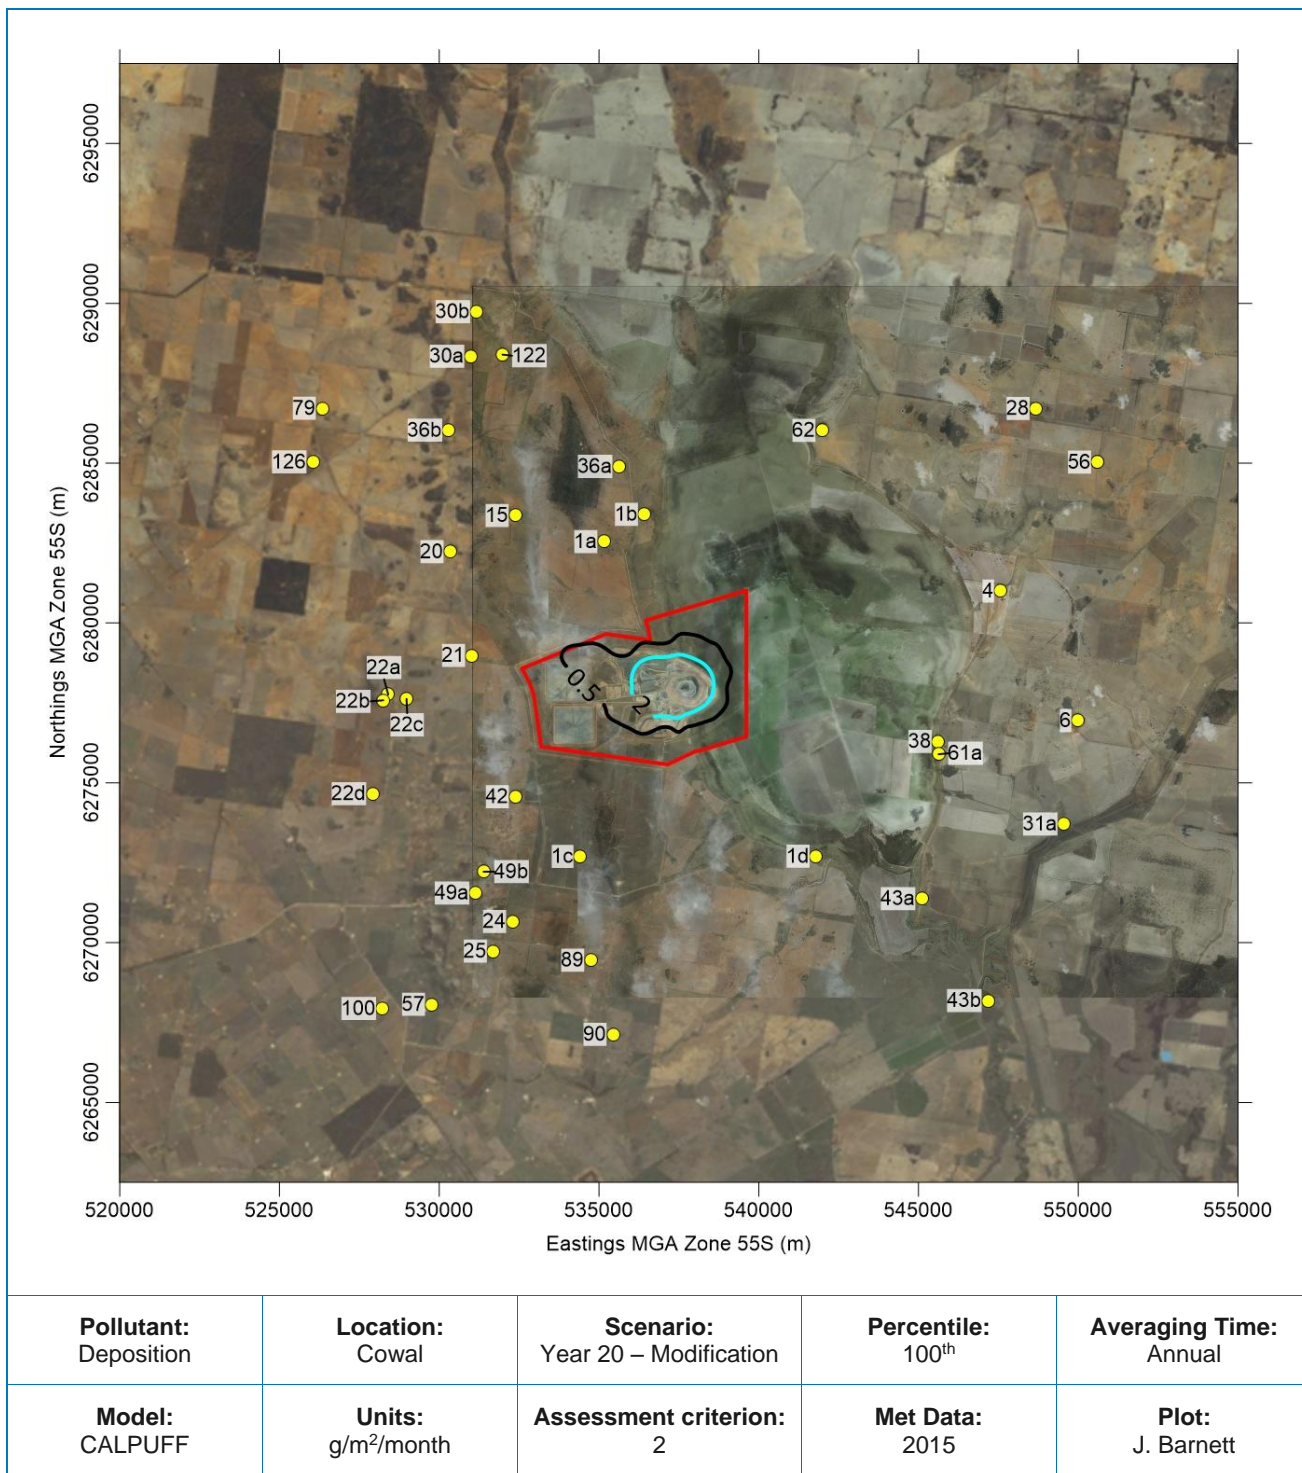 6295000
6290000
6285000
6280000
6275000
6270000
6265000
Northings MGA Zone 55S (m)
30b
30a
122
79
36b
62
28
126
36a
56
15
1b
1a
20
4
21
22a
22b
22c
0.5
2
6
38
61a
22d
42
31a
1c
1d
49b
49a
43a
24
25
89
43b
100
57
90
520000 525000 530000 535000 540000 545000 550000 555000
Eastings MGA Zone 55S (m)
Pollutant:
Deposition
Location:
Cowal
Scenario:
Year 20 – Modification
Percentile:
100th
Averaging Time:
Annual
Model:
CALPUFF
Units:
g/m²/month
Assessment criterion:
2
Met Data:
2015
Plot:
J. Barnett